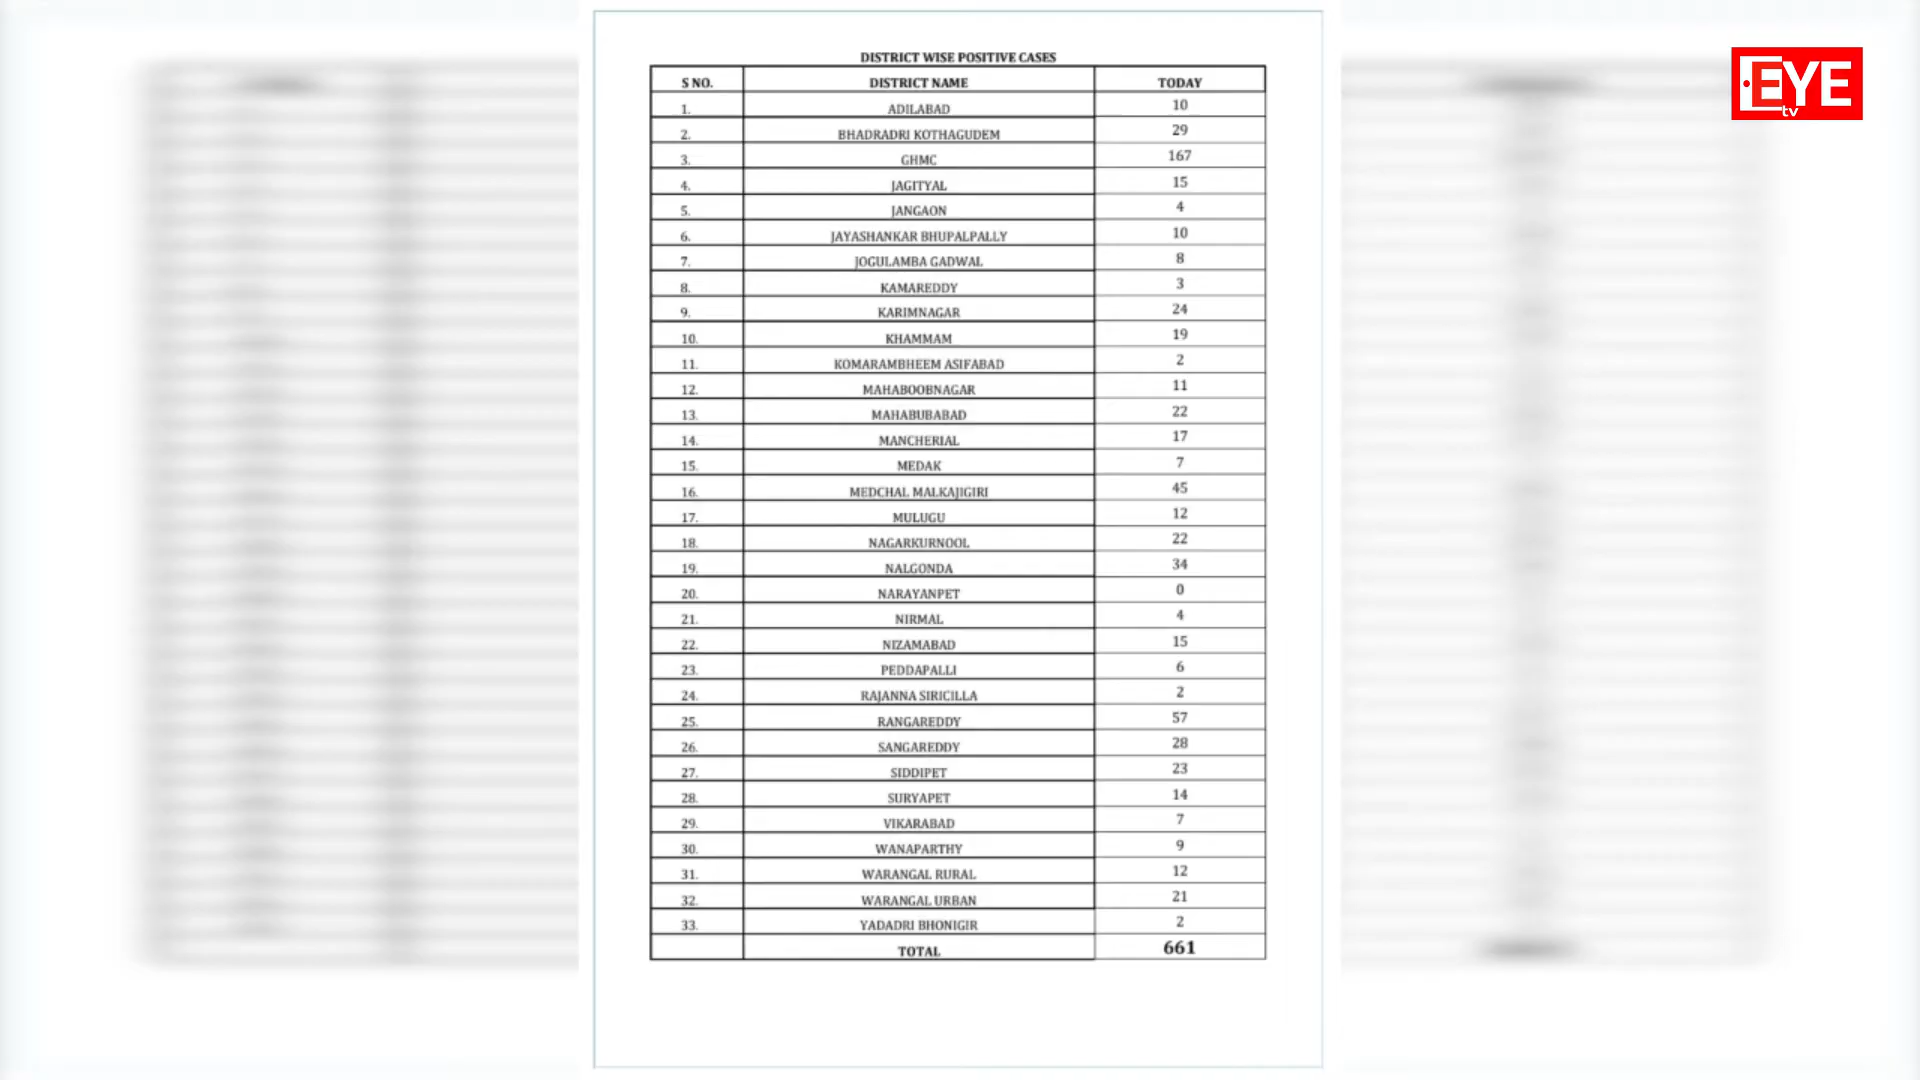 EYE
tv
DISTRICT WISE POSITIVE CASES
S NO. DISTRICT NAME TODAY
1. ADILABAD 10
2. BHADRADRI KOTHAGUDEM 29
3. GHMC 167
4. JAGITYAL 15
5. JANGAON 4
6. JAYASHANKAR BHUPALPALLY 10
7. JOGULAMBA GADWAL 8
8. KAMAREDDY 3
9. KARIMNAGAR 24
10. KHAMMAM 19
11. KOMARAMBHEEM ASIFABAD 2
12. MAHABOOBNAGAR 11
13. MAHABUBABAD 22
14. MANCHERIAL 17
15. MEDAK 7
16. MEDCHAL MALKAJIGIRI 45
17. MULUGU 12
18. NAGARKURNOOL 22
19. NALGONDA 34
20. NARAYANPET 0
21. NIRMAL 4
22. NIZAMABAD 15
23. PEDDAPALLI 6
24. RAJANNA SIRICILLA 2
25. RANGAREDDY 57
26. SANGAREDDY 28
27. SIDDIPET 23
28. SURYAPET 14
29. VIKARABAD 7
30. WANAPARTHY 9
31. WARANGAL RURAL 12
32. WARANGAL URBAN 21
33. YADADRI BHONIGIR 2
TOTAL 661